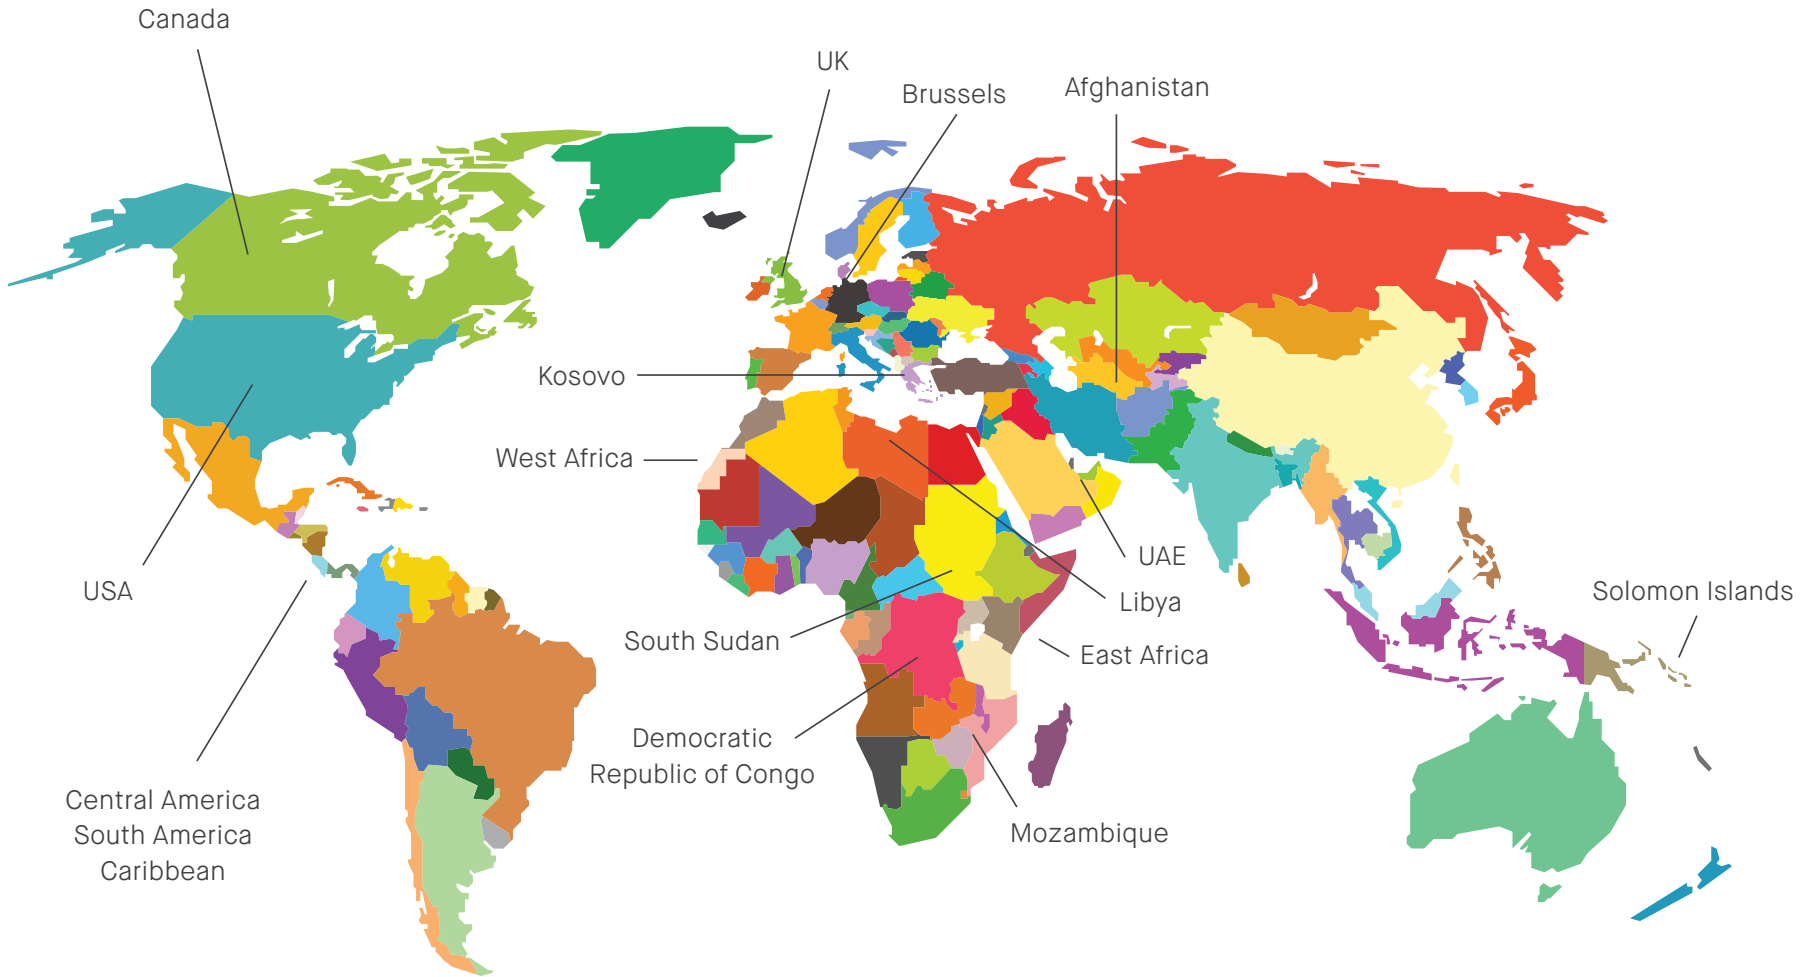 Canada
UK
Brussels
Afghanistan
Kosovo
West Africa
UAE
USA
Libya
Solomon Islands
South Sudan
East Africa
Democratic
Republic of Congo
Central America
South America
Caribbean
Mozambique